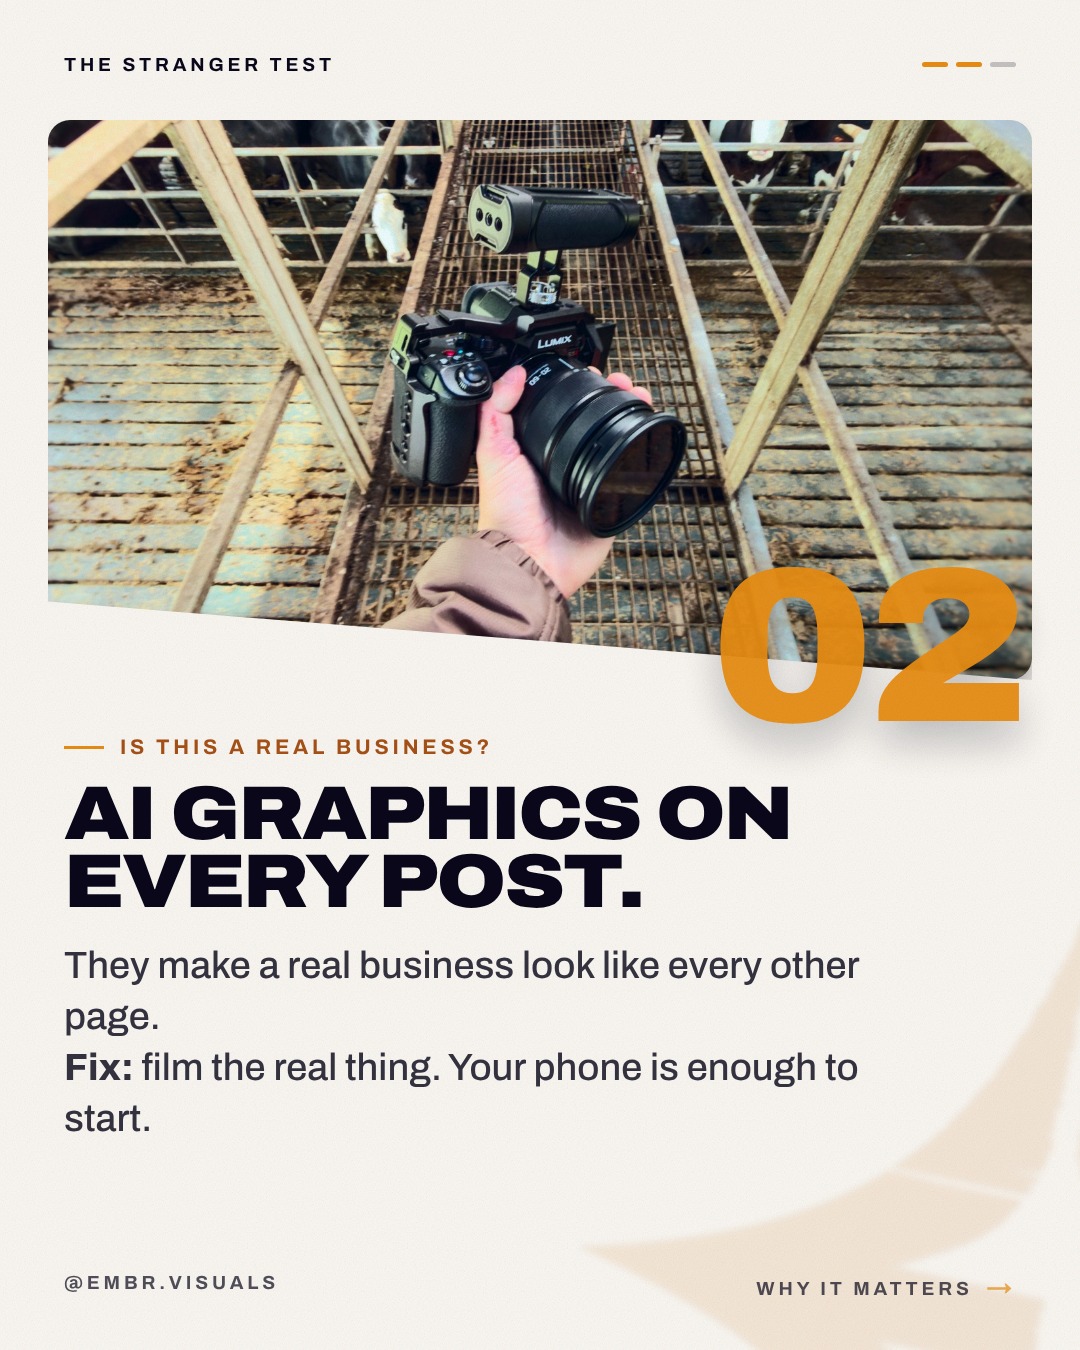 THE STRANGER TEST
LUMIX
20-60
02
IS THIS A REAL BUSINESS?
AI GRAPHICS ON
EVERY POST.
They make a real business look like every other
page.
Fix: film the real thing. Your phone is enough to
start.
@EMBR.VISUALS
WHY IT MATTERS →